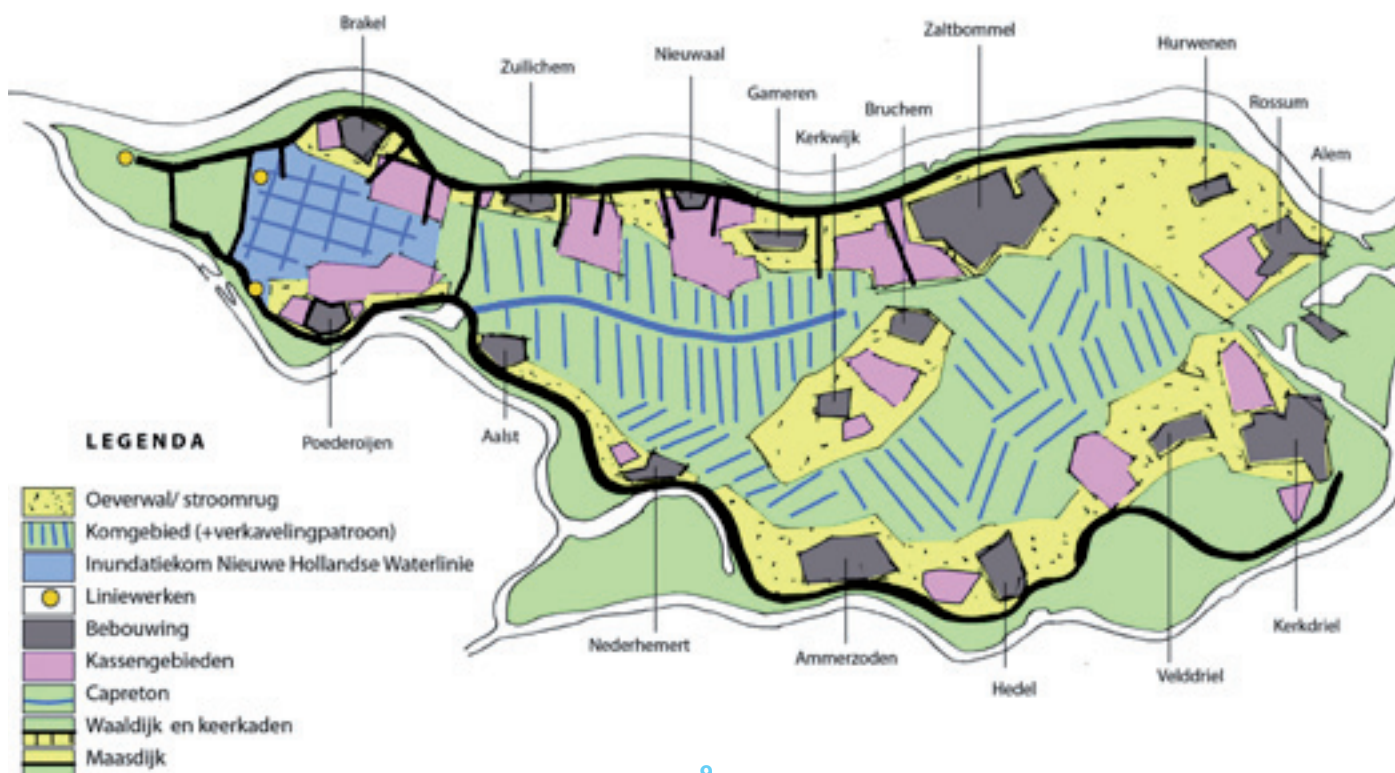 Brakel
Zuilichem
Nieuwaal
Gameren
Kerkwijk
Bruchem
Zaltbommel
Hurwenen
Rossum
Alem
Poederoijen
Aalst
Nederhemert
Ammerzoden
Hedel
Velddriel
Kerkdriel
LEGENDA
Oeverwal/ stroomrug
Komgebied (+verkavelingpatroon)
Inundatiekom Nieuwe Hollandse Waterlinie
Liniewerken
Bebouwing
Kassengebieden
Capreton
Waaldijk en keerkaden
Maasdijk